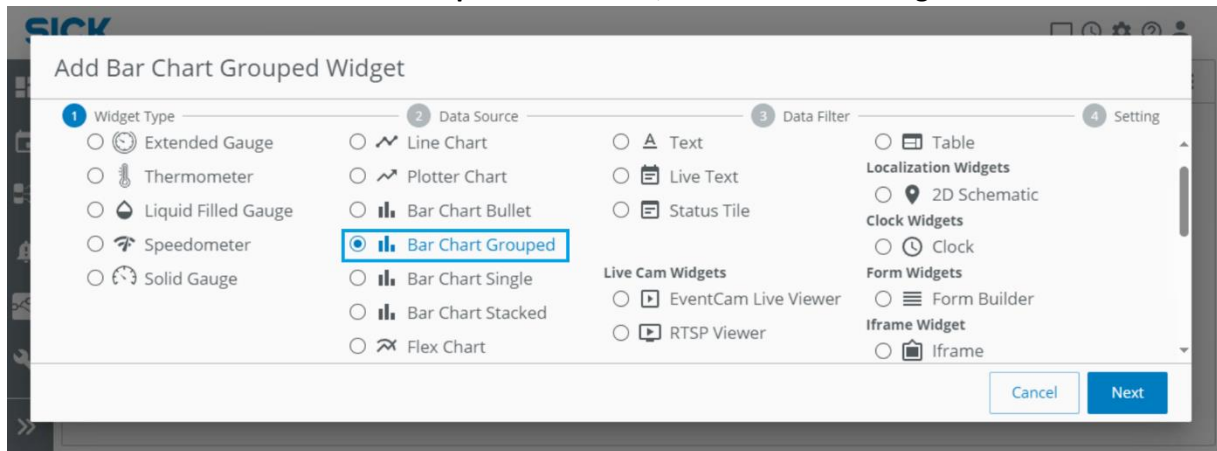 SICK
Add Bar Chart Grouped Widget
1 Widget Type
2 Data Source
3 Data Filter
4 Setting
Extended Gauge
Thermometer
Liquid Filled Gauge
Speedometer
Solid Gauge
Line Chart
Plotter Chart
Bar Chart Bullet
Bar Chart Grouped
Bar Chart Single
Bar Chart Stacked
Flex Chart
A Text
Live Text
Status Tile
Live Cam Widgets
EventCam Live Viewer
RTSP Viewer
Table
Localization Widgets
2D Schematic
Clock Widgets
Clock
Form Widgets
Form Builder
Iframe Widget
Iframe
Cancel
Next